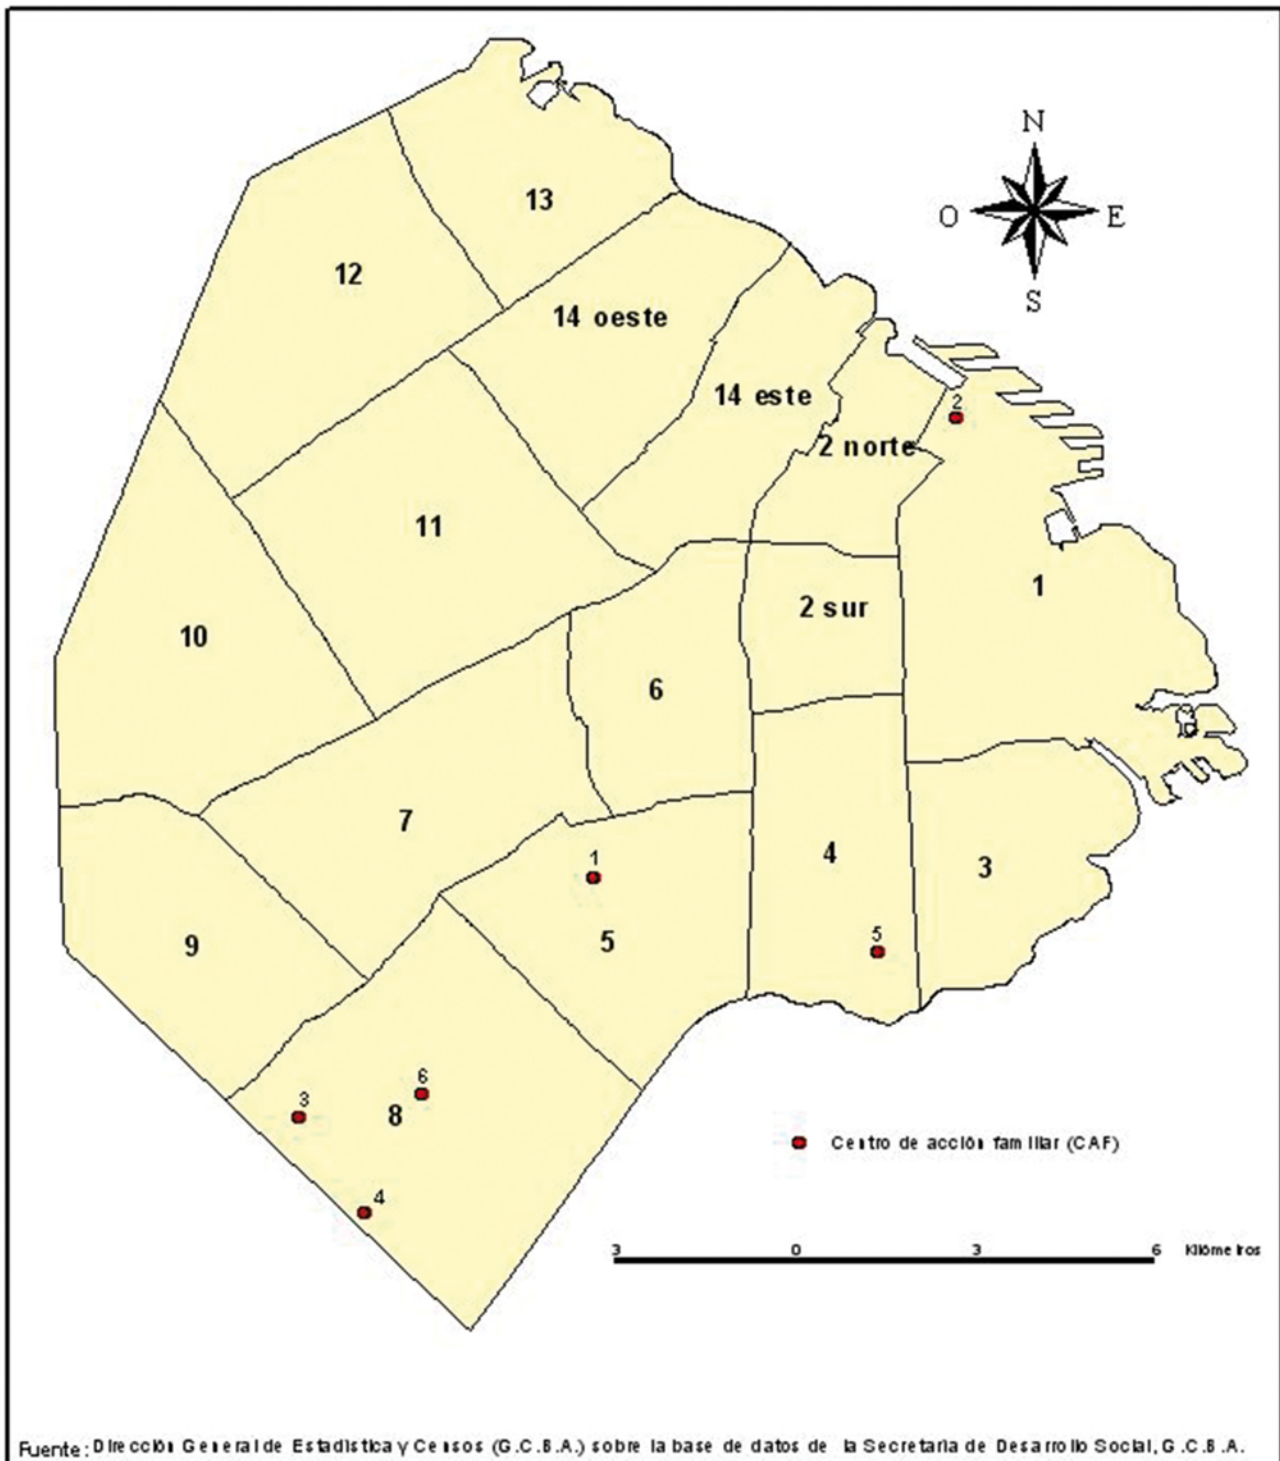 N
13
O
E
12
S
14 oeste
14 este
2
2 norte
11
1
2 sur
10
6
7
1
4
3
9
5
5
6
3
8
Centro de acción familiar (CAF)
4
3 0 3 6 Kilómetros
Fuente: Dirección General de Estadística y Censos (G.C.B.A.) sobre la base de datos de la Secretaría de Desarrollo Social, G.C.B.A.